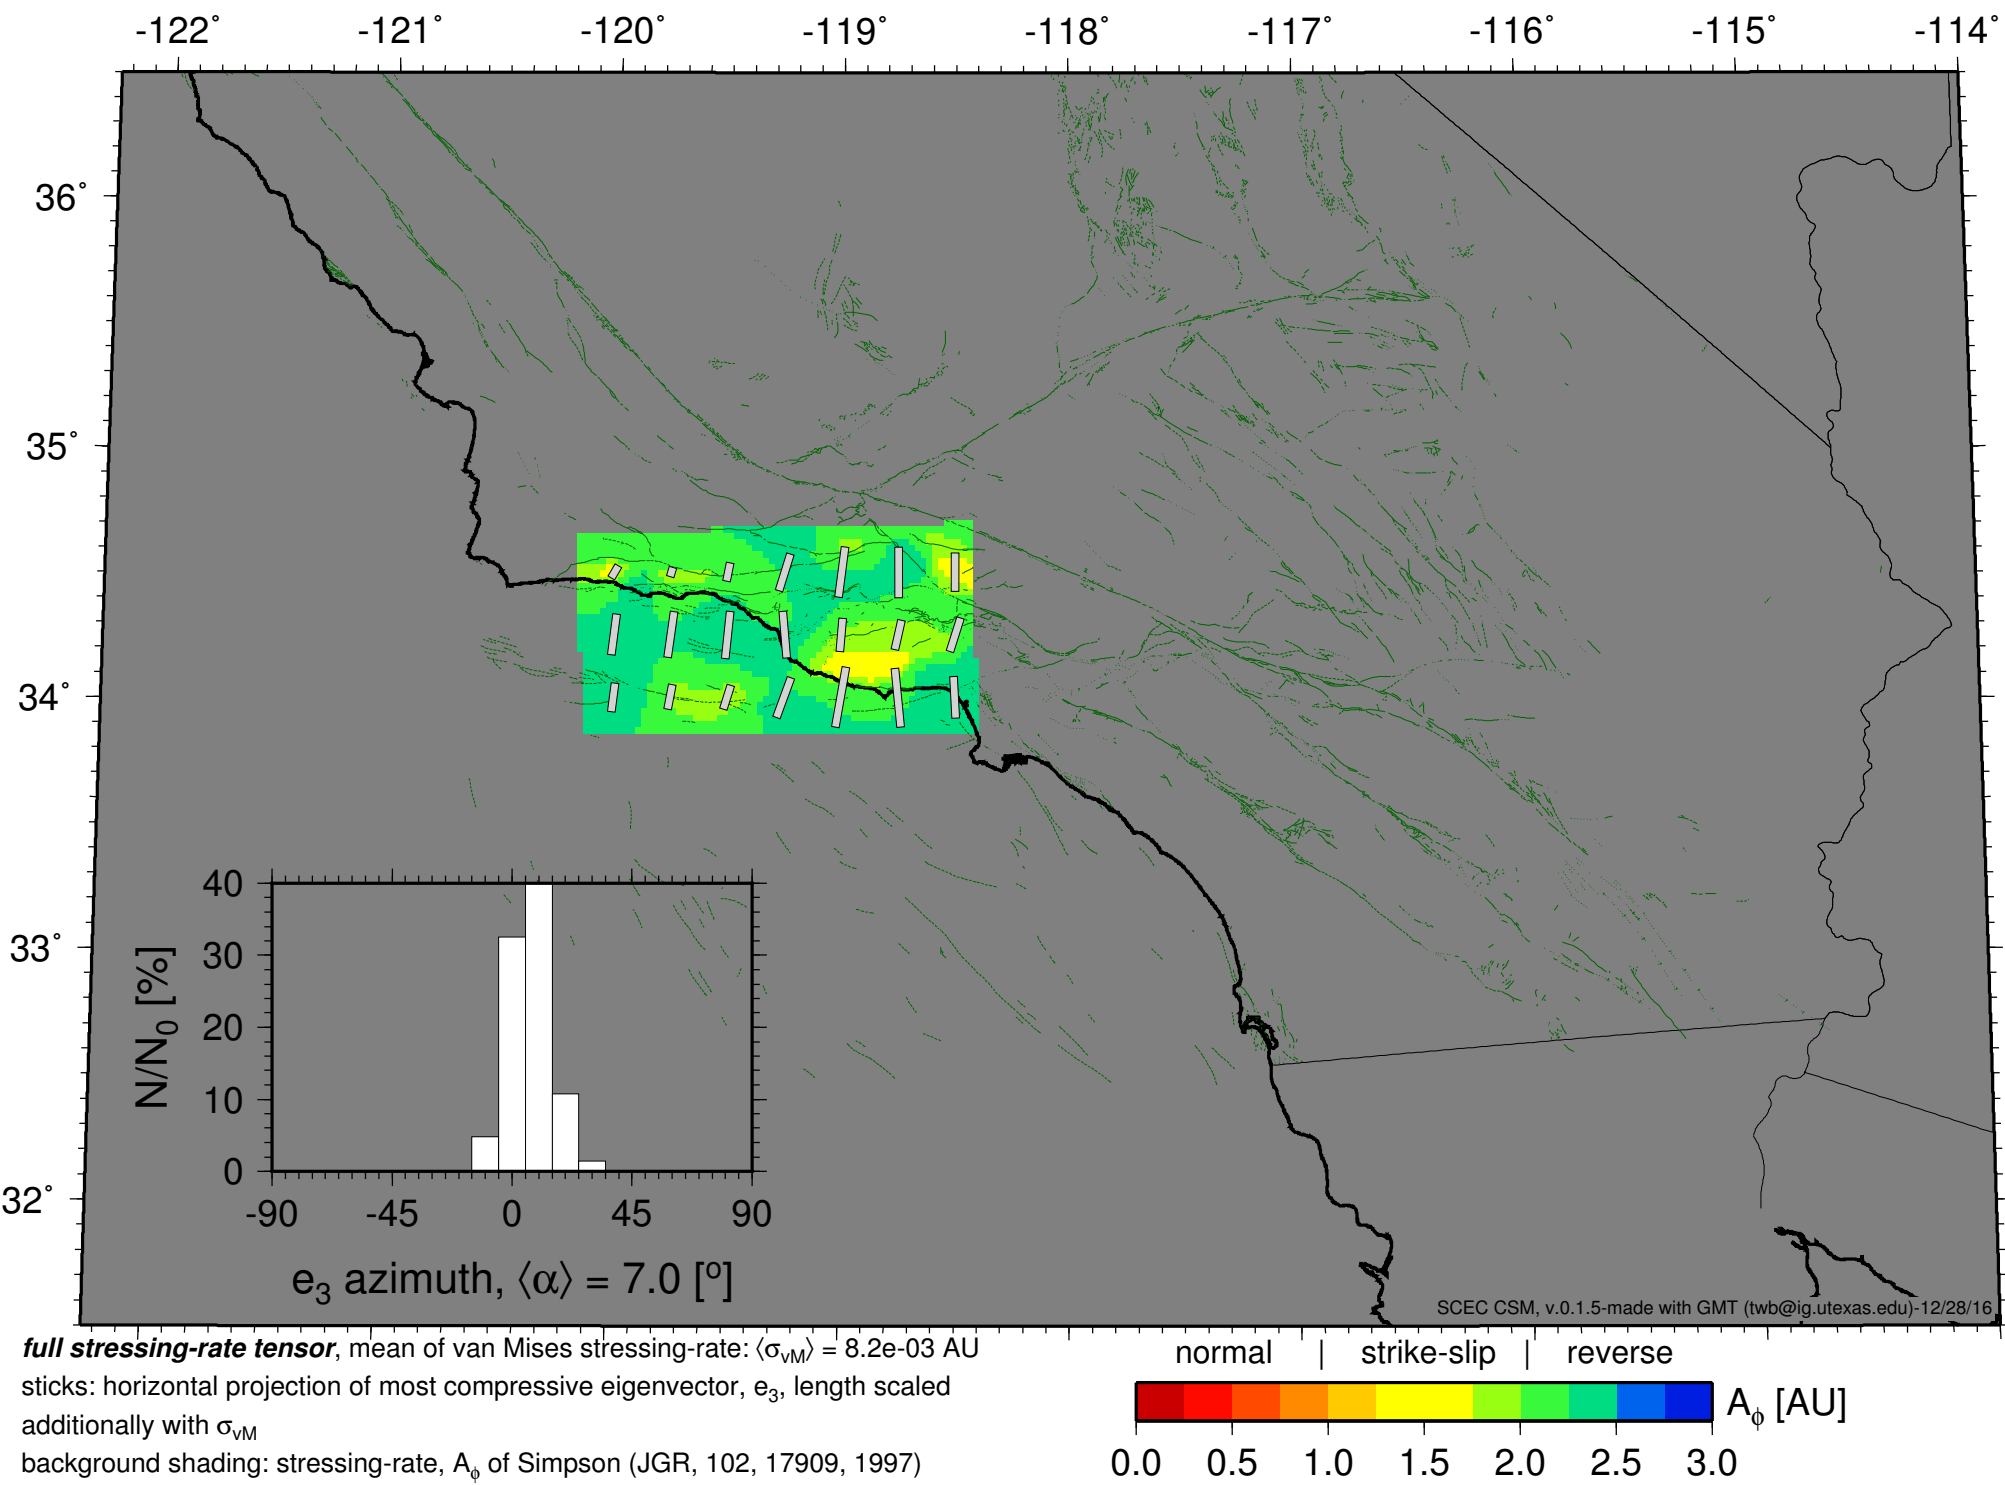 -122˚ -121˚ -120˚ -119˚ -118˚ -117˚ -116˚ -115˚ -114˚
36˚
35˚
34˚
33˚
32˚
40
30
20
10
0
N/N₀ [%]
-90 -45 0 45 90
e₃ azimuth, ⟨α⟩ = 7.0 [º]
SCEC CSM, v.0.1.5-made with GMT (twb@ig.utexas.edu)-12/28/16
full stressing-rate tensor, mean of van Mises stressing-rate: ⟨σvM⟩ = 8.2e-03 AU
sticks: horizontal projection of most compressive eigenvector, e₃, length scaled
additionally with σvM
background shading: stressing-rate, Aϕ of Simpson (JGR, 102, 17909, 1997)
normal | strike-slip | reverse
Aϕ [AU]
0.0 0.5 1.0 1.5 2.0 2.5 3.0